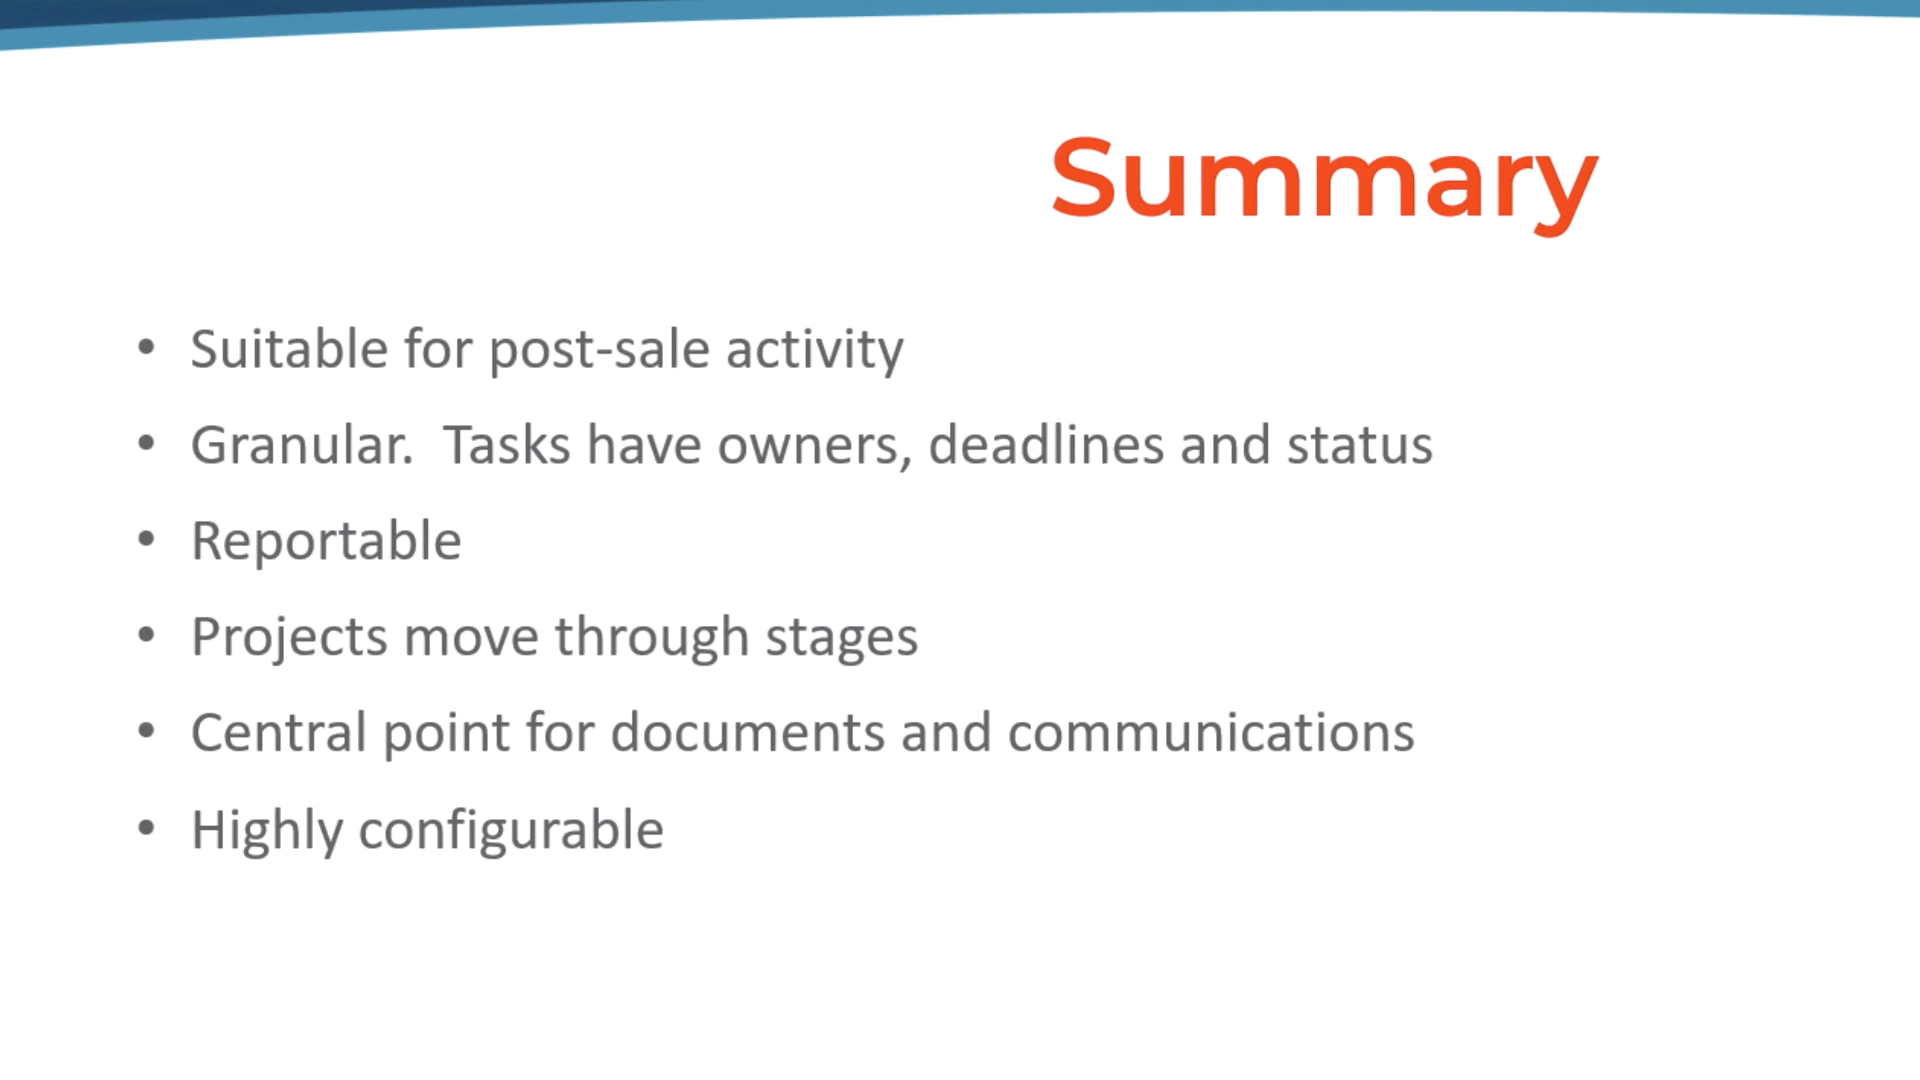 Summary
• Suitable for post-sale activity
• Granular.  Tasks have owners, deadlines and status
• Reportable
• Projects move through stages
• Central point for documents and communications
• Highly configurable